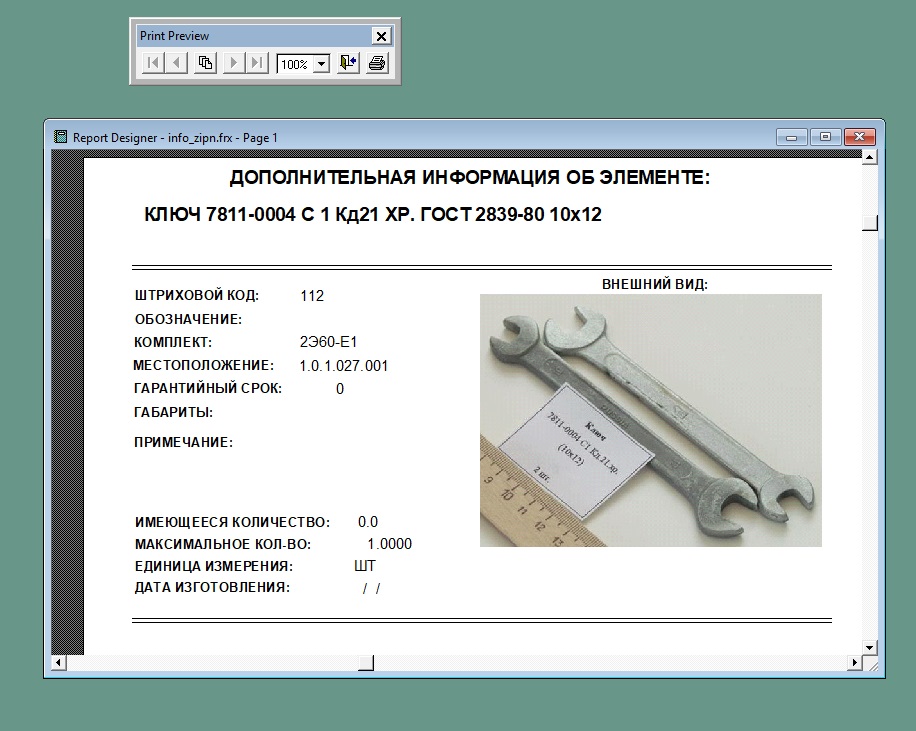 Print Preview
100%
Report Designer - info_zipn.frx - Page 1
ДОПОЛНИТЕЛЬНАЯ ИНФОРМАЦИЯ ОБ ЭЛЕМЕНТЕ:
КЛЮЧ 7811-0004 С 1 Кд21 ХР. ГОСТ 2839-80 10х12
ВНЕШНИЙ ВИД:
ШТРИХОВОЙ КОД: 112
ОБОЗНАЧЕНИЕ:
КОМПЛЕКТ: 2Э60-Е1
МЕСТОПОЛОЖЕНИЕ: 1.0.1.027.001
ГАРАНТИЙНЫЙ СРОК: 0
ГАБАРИТЫ:
ПРИМЕЧАНИЕ:
Ключ
7811-0004 С1 Кд.21.хр.
(10х12)
2 шт.
9 10 11 12 13
ИМЕЮЩЕЕСЯ КОЛИЧЕСТВО: 0.0
МАКСИМАЛЬНОЕ КОЛ-ВО: 1.0000
ЕДИНИЦА ИЗМЕРЕНИЯ: ШТ
ДАТА ИЗГОТОВЛЕНИЯ: / /